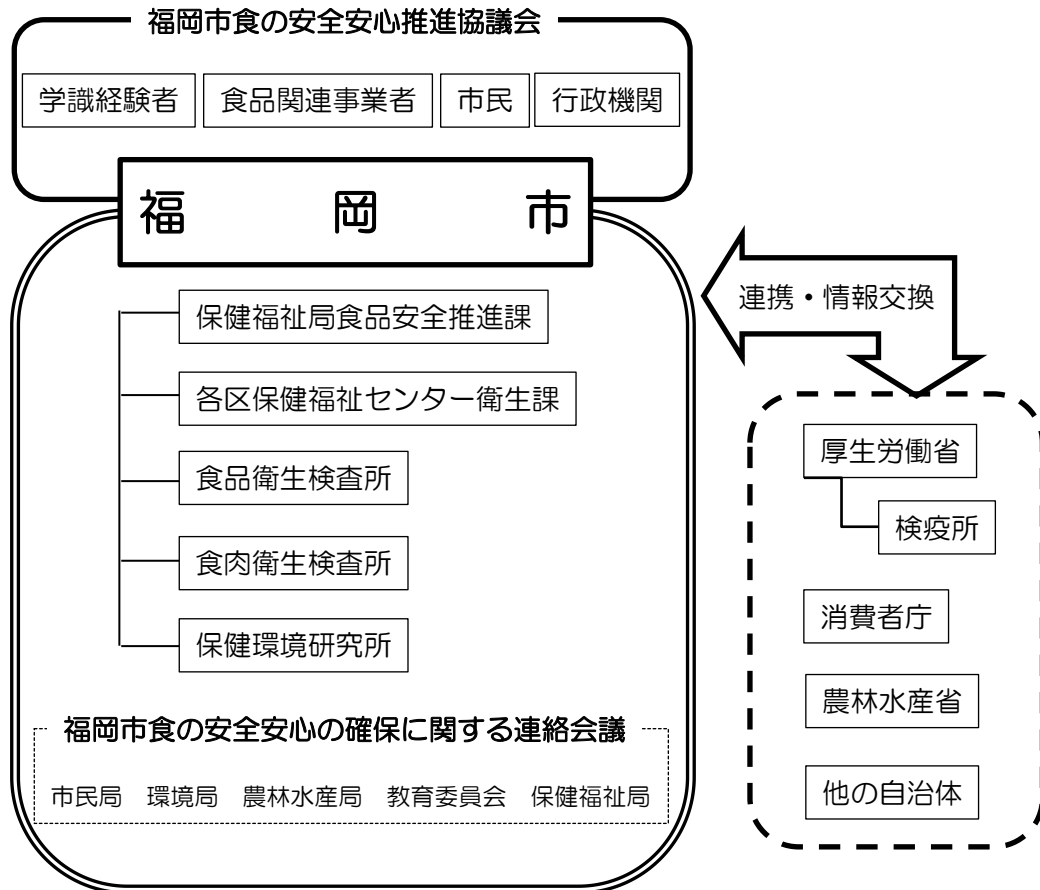 福岡市食の安全安心推進協議会
学識経験者 食品関連事業者 市民 行政機関
福岡市
保健福祉局食品安全推進課
各区保健福祉センター衛生課
食品衛生検査所
食肉衛生検査所
保健環境研究所
福岡市食の安全安心の確保に関する連絡会議
市民局 環境局 農林水産局 教育委員会 保健福祉局
連携・情報交換
厚生労働省
検疫所
消費者庁
農林水産省
他の自治体